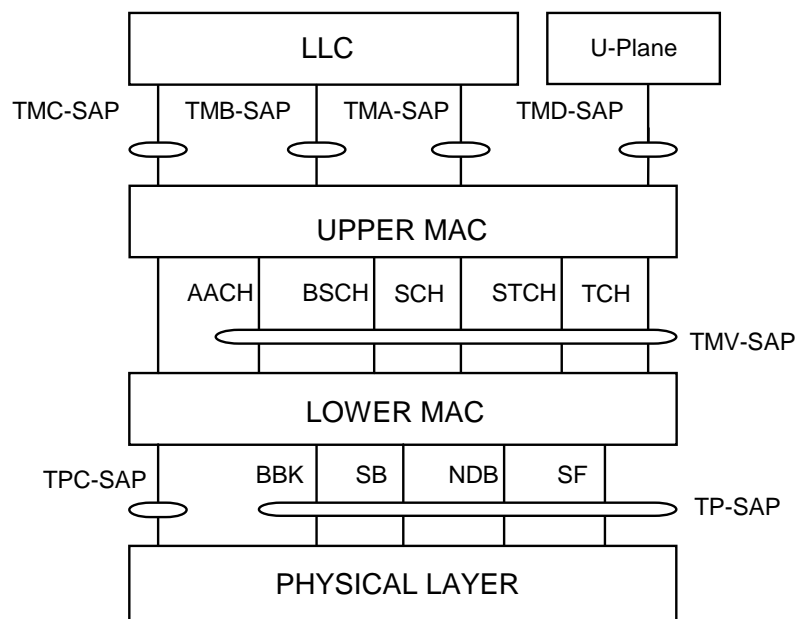 LLC
U-Plane
TMC-SAP
TMB-SAP
TMA-SAP
TMD-SAP
UPPER MAC
AACH
BSCH
SCH
STCH
TCH
TMV-SAP
LOWER MAC
TPC-SAP
BBK
SB
NDB
SF
TP-SAP
PHYSICAL LAYER